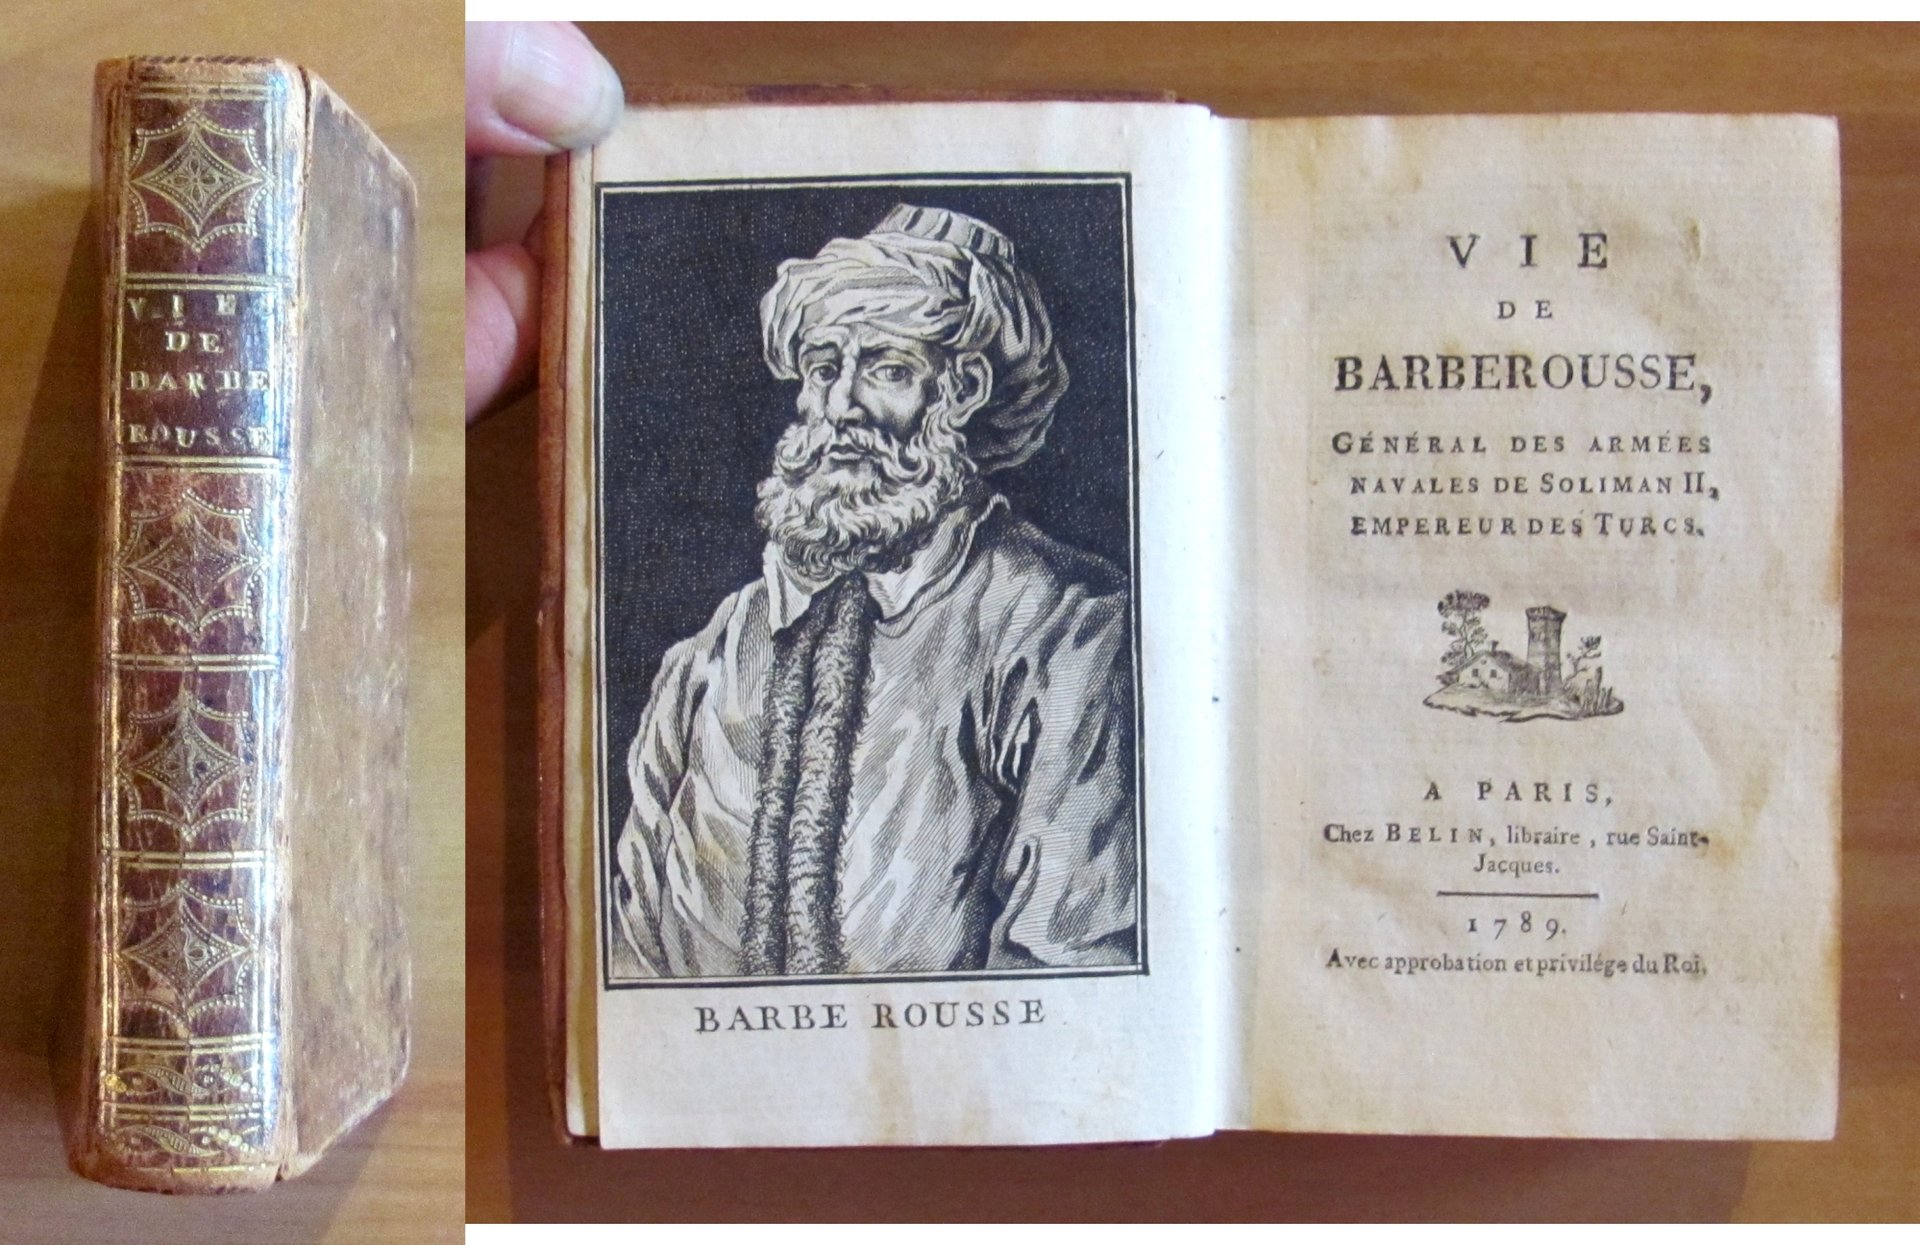 VIE
DE
BARBE
ROUSSE
BARBE ROUSSE
VIE
DE
BARBEROUSSE,
GÉNÉRAL DES ARMÉES
NAVALES DE SOLIMAN II,
EMPEREUR DES TURCS.
A PARIS,
Chez BELIN, libraire, rue Saint-
Jacques.
1789.
Avec approbation et privilége du Roi.